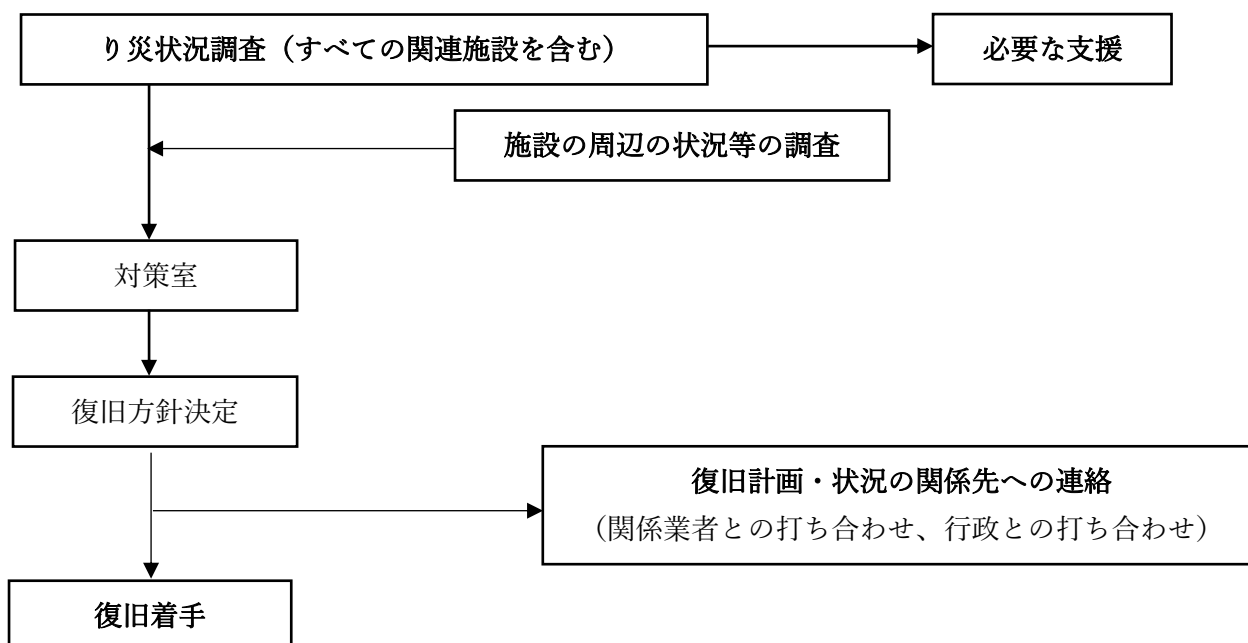 り災状況調査（すべての関連施設を含む）
必要な支援
施設の周辺の状況等の調査
対策室
復旧方針決定
復旧計画・状況の関係先への連絡
（関係業者との打ち合わせ、行政との打ち合わせ）
復旧着手